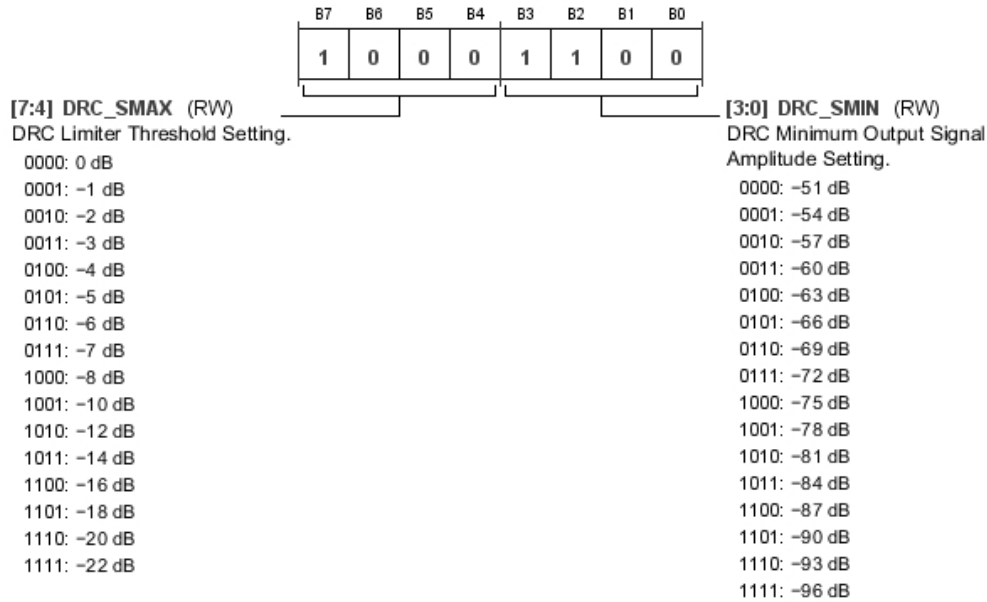 B7 B6 B5 B4 B3 B2 B1 B0
1 0 0 0 1 1 0 0
[7:4] DRC_SMAX (RW)
DRC Limiter Threshold Setting.
0000: 0 dB
0001: −1 dB
0010: −2 dB
0011: −3 dB
0100: −4 dB
0101: −5 dB
0110: −6 dB
0111: −7 dB
1000: −8 dB
1001: −10 dB
1010: −12 dB
1011: −14 dB
1100: −16 dB
1101: −18 dB
1110: −20 dB
1111: −22 dB
[3:0] DRC_SMIN (RW)
DRC Minimum Output Signal
Amplitude Setting.
0000: −51 dB
0001: −54 dB
0010: −57 dB
0011: −60 dB
0100: −63 dB
0101: −66 dB
0110: −69 dB
0111: −72 dB
1000: −75 dB
1001: −78 dB
1010: −81 dB
1011: −84 dB
1100: −87 dB
1101: −90 dB
1110: −93 dB
1111: −96 dB